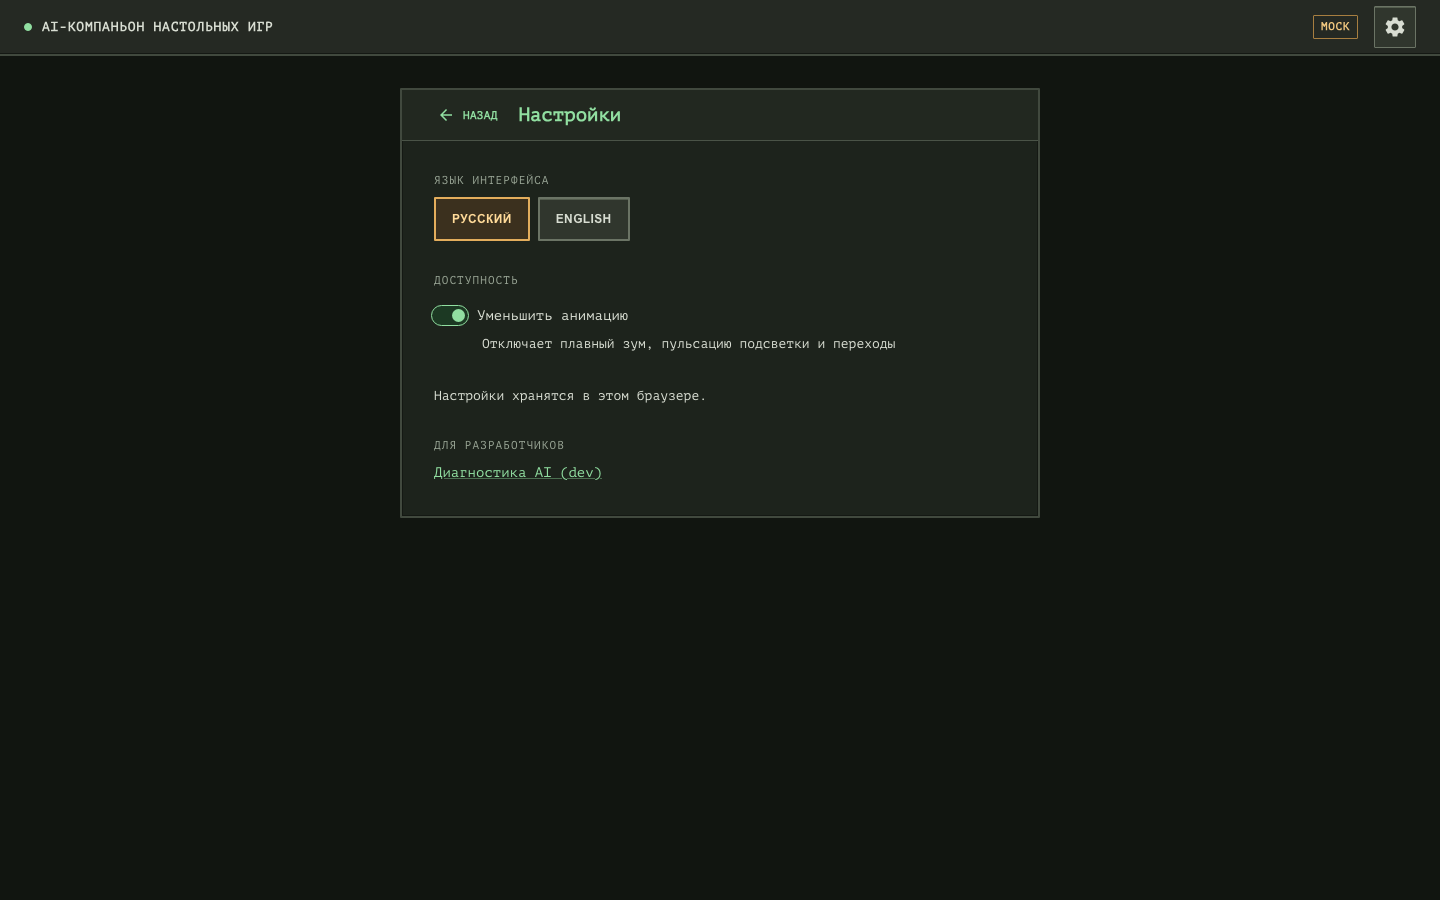 AI-КОМПАНЬОН НАСТОЛЬНЫХ ИГР
МОСК
НАЗАД
Настройки
ЯЗЫК ИНТЕРФЕЙСА
РУССКИЙ
ENGLISH
ДОСТУПНОСТЬ
Уменьшить анимацию
Отключает плавный зум, пульсацию подсветки и переходы
Настройки хранятся в этом браузере.
ДЛЯ РАЗРАБОТЧИКОВ
Диагностика AI (dev)